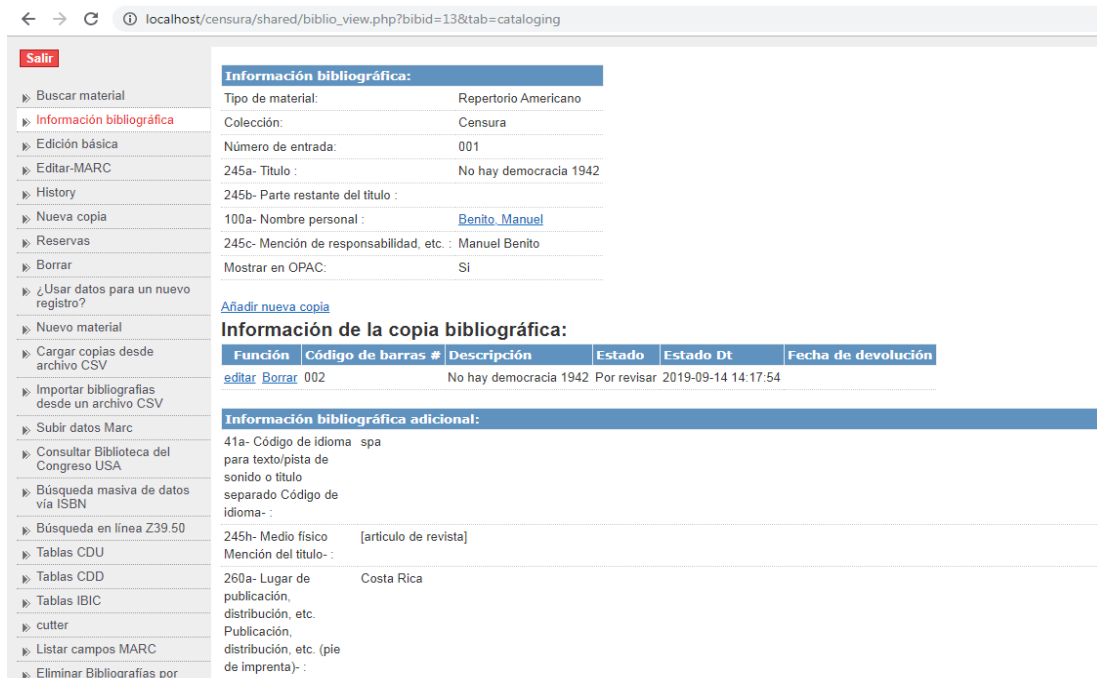 localhost/censura/shared/biblio_view.php?bibid=13&tab=cataloging
Salir
Buscar material
Información bibliográfica
Edición básica
Editar-MARC
History
Nueva copia
Reservas
Borrar
¿Usar datos para un nuevo
registro?
Nuevo material
Cargar copias desde
archivo CSV
Importar bibliografias
desde un archivo CSV
Subir datos Marc
Consultar Biblioteca del
Congreso USA
Búsqueda masiva de datos
vía ISBN
Búsqueda en línea Z39.50
Tablas CDU
Tablas CDD
Tablas IBIC
cutter
Listar campos MARC
Eliminar Bibliografías por
Información bibliográfica:
Tipo de material: Repertorio Americano
Colección: Censura
Número de entrada: 001
245a- Titulo : No hay democracia 1942
245b- Parte restante del titulo :
100a- Nombre personal : Benito, Manuel
245c- Mención de responsabilidad, etc. : Manuel Benito
Mostrar en OPAC: Si
Añadir nueva copia
Información de la copia bibliográfica:
Función Código de barras # Descripción Estado Estado Dt Fecha de devolución
editar Borrar 002 No hay democracia 1942 Por revisar 2019-09-14 14:17:54
Información bibliográfica adicional:
41a- Código de idioma spa
para texto/pista de
sonido o titulo
separado Código de
idioma- :
245h- Medio físico [articulo de revista]
Mención del titulo- :
260a- Lugar de Costa Rica
publicación,
distribución, etc.
Publicación,
distribución, etc. (pie
de imprenta)- :